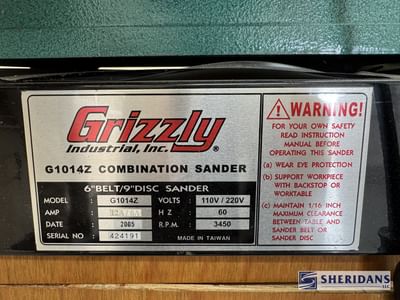 Grizzly
Industrial, Inc.
G1014Z COMBINATION SANDER
6"BELT/9"DISC SANDER
MODEL G1014Z VOLTS 110V / 220V
AMP HZ 60
DATE 2005 R.P.M. 3450
SERIAL NO 424191 MADE IN TAIWAN
WARNING!
FOR YOUR OWN SAFETY
READ INSTRUCTION
MANUAL BEFORE
OPERATING THIS SANDER
(a) WEAR EYE PROTECTION
(b) SUPPORT WORKPIECE
WITH BACKSTOP OR
WORKTABLE
(c) MAINTAIN 1/16 INCH
MAXIMUM CLEARANCE
BETWEEN TABLE AND
SANDER BELT OR
SANDER DISC
SHERIDANS
LLC